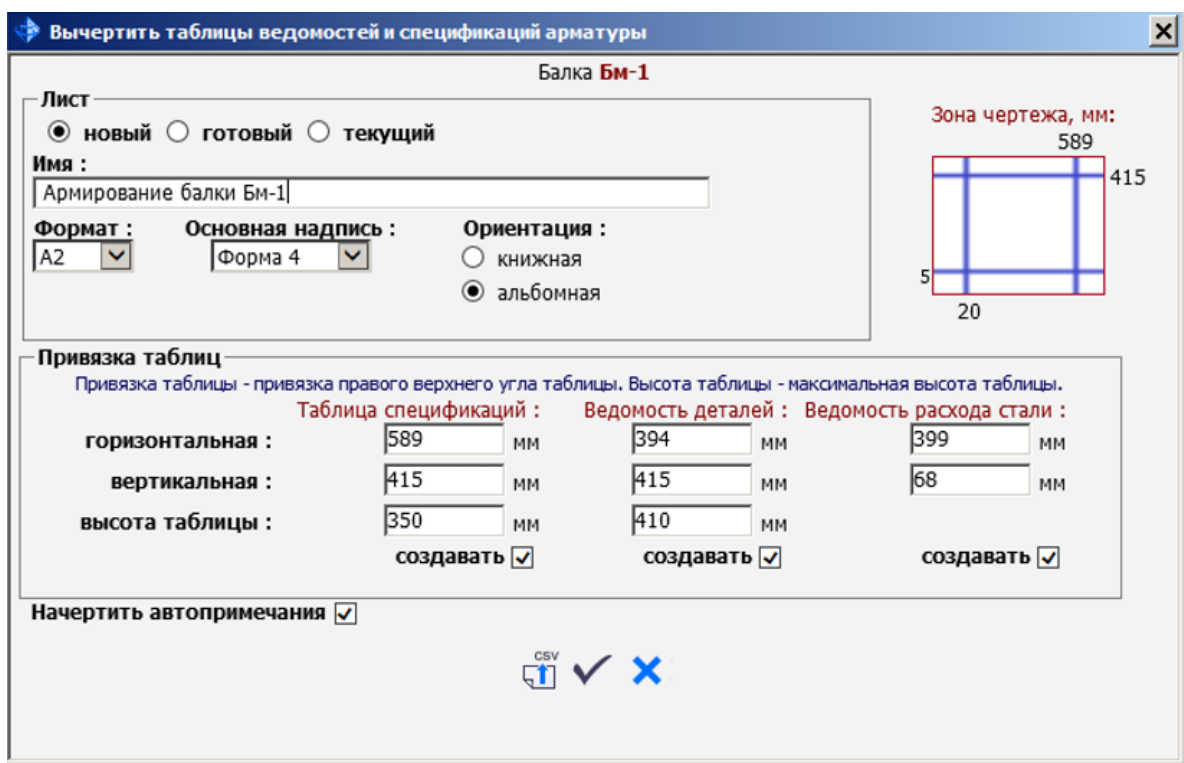 Вычертить таблицы ведомостей и спецификаций арматуры
Балка Бм-1
Лист
новый готовый текущий
Имя :
Армирование балки Бм-1
Формат : Основная надпись : Ориентация :
А2 Форма 4 книжная
альбомная
Зона чертежа, мм:
589
415
5
20
Привязка таблиц
Привязка таблицы - привязка правого верхнего угла таблицы. Высота таблицы - максимальная высота таблицы.
Таблица спецификаций : Ведомость деталей : Ведомость расхода стали :
горизонтальная : 589 мм 394 мм 399 мм
вертикальная : 415 мм 415 мм 68 мм
высота таблицы : 350 мм 410 мм
создавать создавать создавать
Начертить автопримечания
CSV